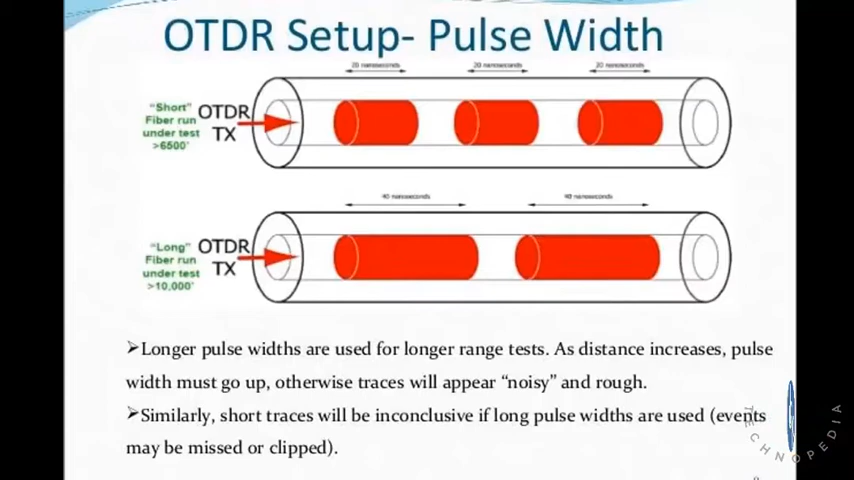 OTDR Setup- Pulse Width
20 nanoseconds
20 nanoseconds
20 nanoseconds
"Short"
Fiber run
under test
>6500'
OTDR
TX
40 nanoseconds
40 nanoseconds
"Long"
Fiber run
under test
>10,000'
OTDR
TX
➢Longer pulse widths are used for longer range tests. As distance increases, pulse
width must go up, otherwise traces will appear “noisy” and rough.
➢Similarly, short traces will be inconclusive if long pulse widths are used (events
may be missed or clipped).
TECHNOPEDIA